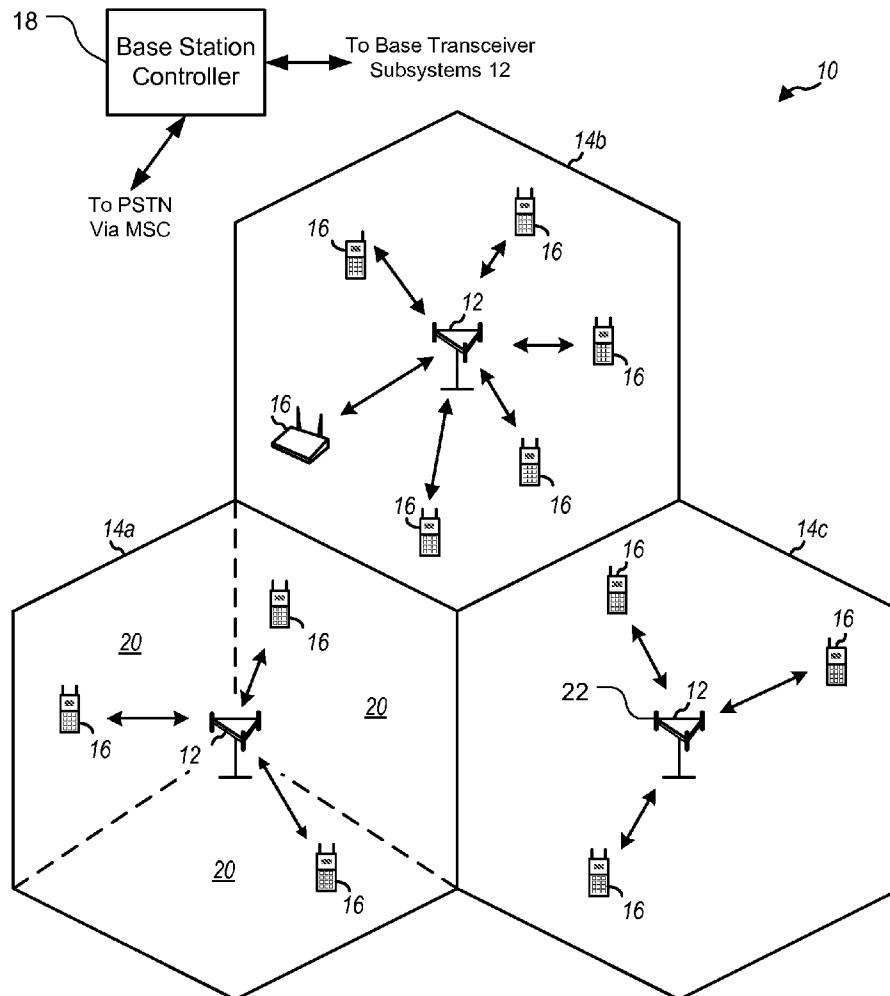 18
Base Station
Controller
To Base Transceiver
Subsystems 12
10
To PSTN
Via MSC
14b
16
16
12
16
16
16
16
14a
14c
16
16
16
20
20
16
12
22
12
16
20
16
16